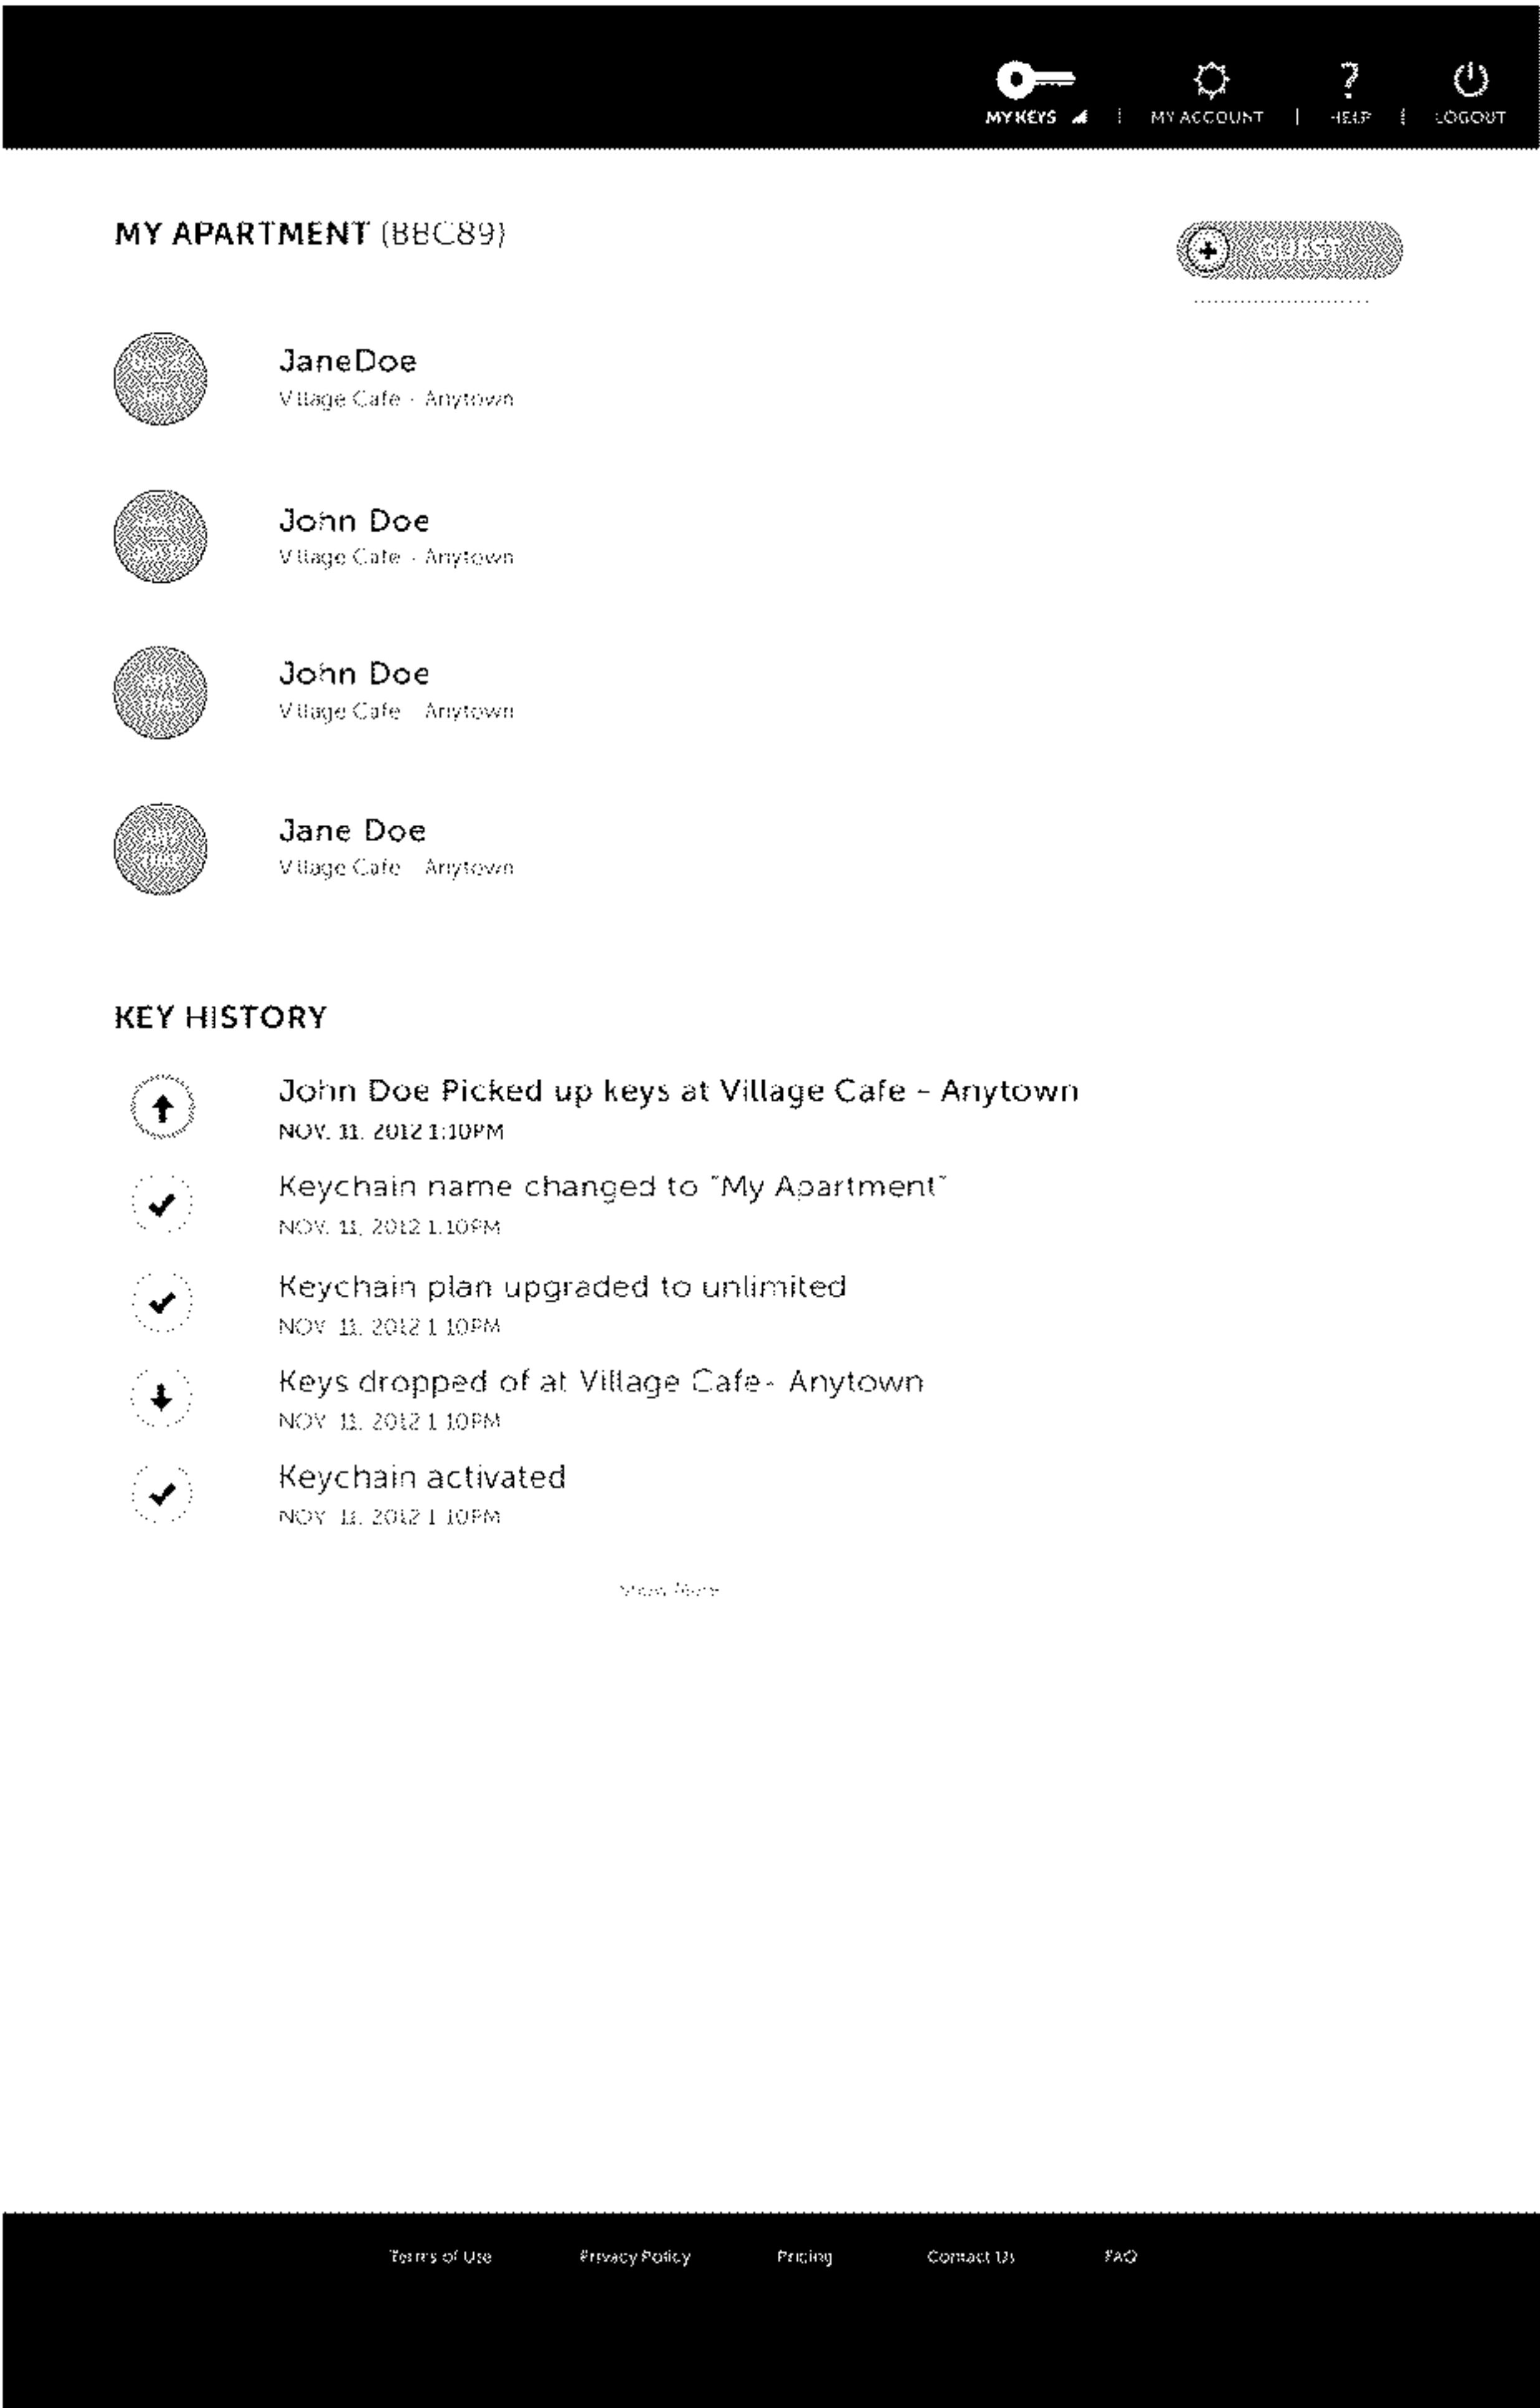 MY KEYS | MY ACCOUNT | HELP | LOGOUT
MY APARTMENT (BBC89)
GUEST
JaneDoe
Village Cafe - Anytown
John Doe
Village Cafe - Anytown
John Doe
Village Cafe - Anytown
ANY
TIME
Jane Doe
Village Cafe - Anytown
KEY HISTORY
John Doe Picked up keys at Village Cafe – Anytown
NOV. 11, 2012 1:10PM
Keychain name changed to "My Apartment"
NOV. 11, 2012 1:10PM
Keychain plan upgraded to unlimited
NOV. 11, 2012 1:10PM
Keys dropped of at Village Cafe- Anytown
NOV. 11, 2012 1:10PM
Keychain activated
NOV. 11, 2012 1:10PM
Terms of Use Privacy Policy Pricing Contact Us FAQ